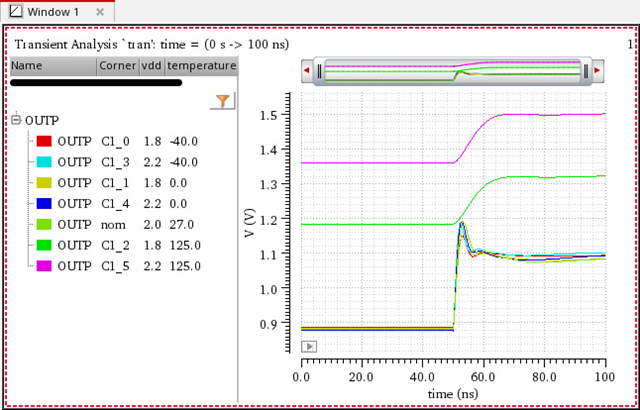 Window 1
Transient Analysis `tran': time = (0 s -> 100 ns)
1
Name Corner vdd temperature
OUTP
OUTP C1_0 1.8 -40.0
OUTP C1_3 2.2 -40.0
OUTP C1_1 1.8 0.0
OUTP C1_4 2.2 0.0
OUTP nom 2.0 27.0
OUTP C1_2 1.8 125.0
OUTP C1_5 2.2 125.0
V (V)
1.5
1.4
1.3
1.2
1.1
1.0
0.9
0.0 20.0 40.0 60.0 80.0 100
time (ns)